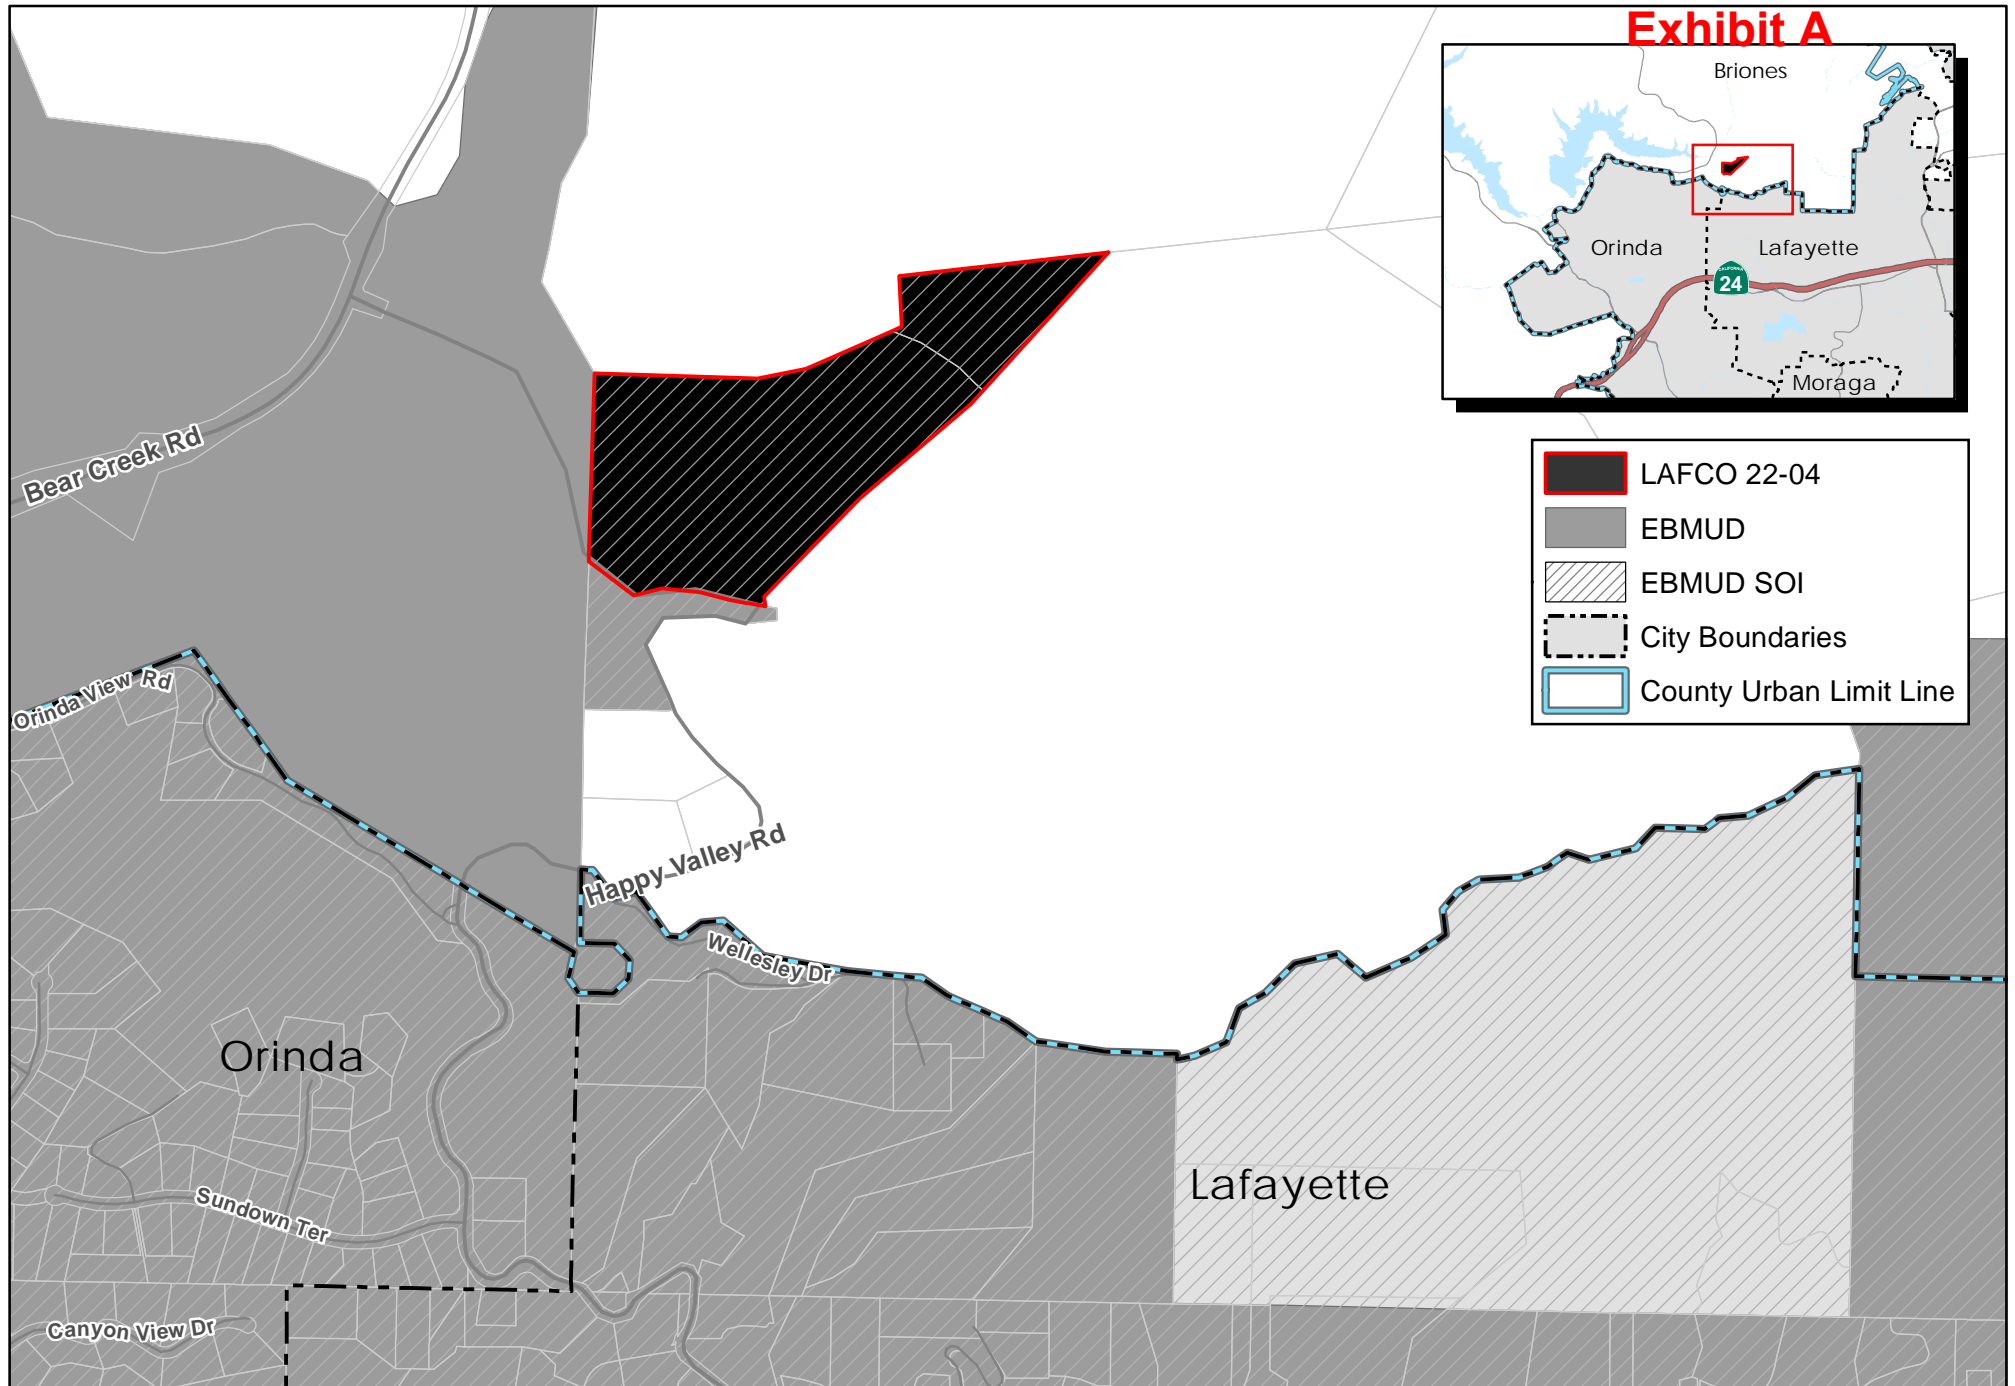 Exhibit A
Briones
Orinda
Lafayette
CALIFORNIA
24
Moraga
LAFCO 22-04
EBMUD
EBMUD SOI
City Boundaries
County Urban Limit Line
Bear Creek Rd
Orinda View Rd
Happy Valley Rd
Wellesley Dr
Orinda
Lafayette
Sundown Ter
Canyon View Dr